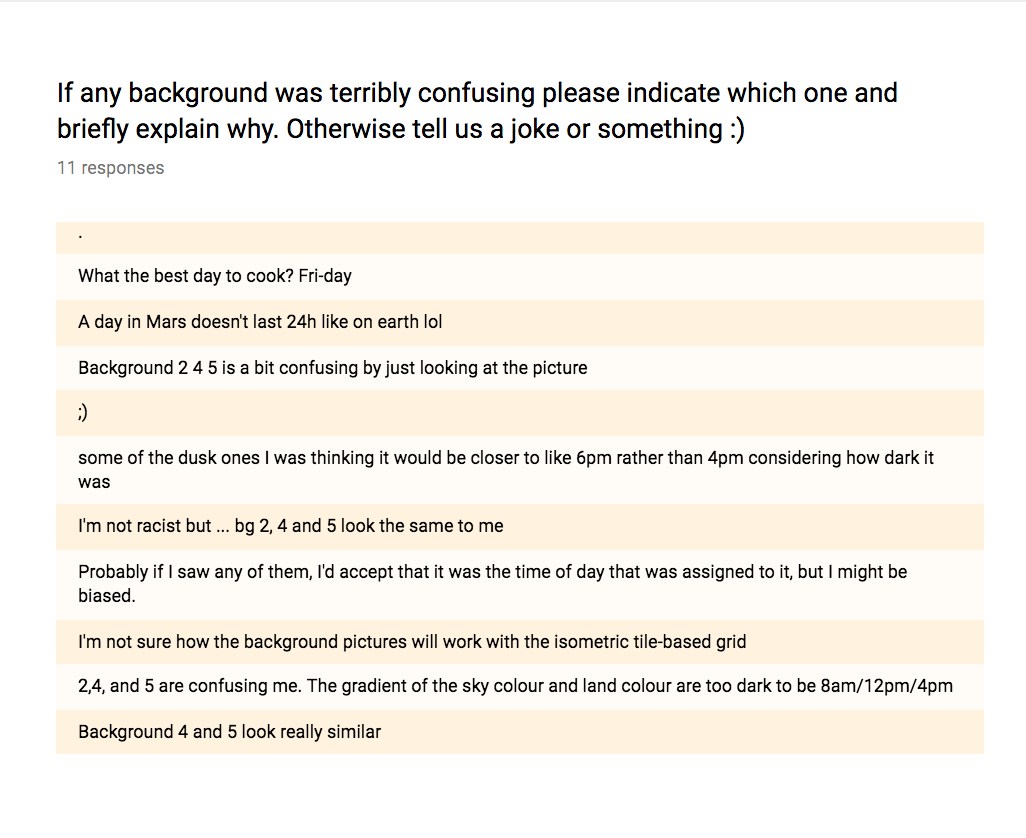 If any background was terribly confusing please indicate which one and
briefly explain why. Otherwise tell us a joke or something :)
11 responses
.
What the best day to cook? Fri-day
A day in Mars doesn't last 24h like on earth lol
Background 2 4 5 is a bit confusing by just looking at the picture
;)
some of the dusk ones I was thinking it would be closer to like 6pm rather than 4pm considering how dark it
was
I'm not racist but ... bg 2, 4 and 5 look the same to me
Probably if I saw any of them, I'd accept that it was the time of day that was assigned to it, but I might be
biased.
I'm not sure how the background pictures will work with the isometric tile-based grid
2,4, and 5 are confusing me. The gradient of the sky colour and land colour are too dark to be 8am/12pm/4pm
Background 4 and 5 look really similar